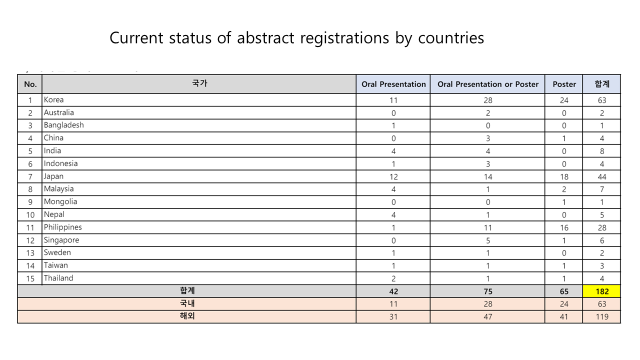 Current status of abstract registrations by countries
No. 국가 Oral Presentation Oral Presentation or Poster Poster 합계
1 Korea 11 28 24 63
2 Australia 0 2 0 2
3 Bangladesh 1 0 0 1
4 China 0 3 1 4
5 India 4 4 0 8
6 Indonesia 1 3 0 4
7 Japan 12 14 18 44
8 Malaysia 4 1 2 7
9 Mongolia 0 0 1 1
10 Nepal 4 1 0 5
11 Philippines 1 11 16 28
12 Singapore 0 5 1 6
13 Sweden 1 1 0 2
14 Taiwan 1 1 1 3
15 Thailand 2 1 1 4
합계 42 75 65 182
국내 11 28 24 63
해외 31 47 41 119